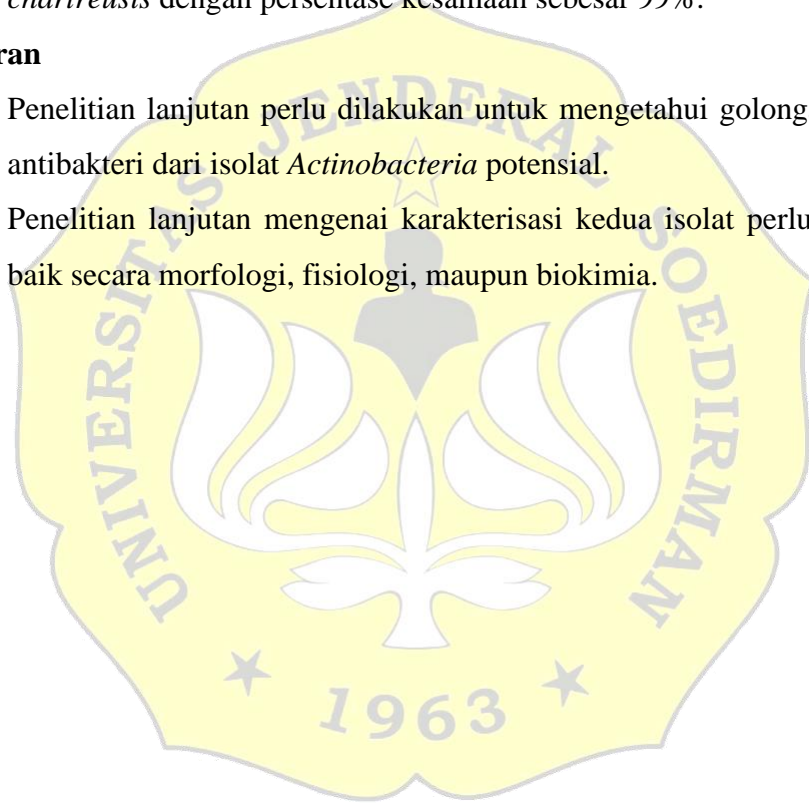 chartreusis dengan persentase kesamaan sebesar 99%.
ran
Penelitian lanjutan perlu dilakukan untuk mengetahui golong
antibakteri dari isolat Actinobacteria potensial.
Penelitian lanjutan mengenai karakterisasi kedua isolat perlu
baik secara morfologi, fisiologi, maupun biokimia.
UNIVERSITAS JENDERAL SOEDIRMAN
1963